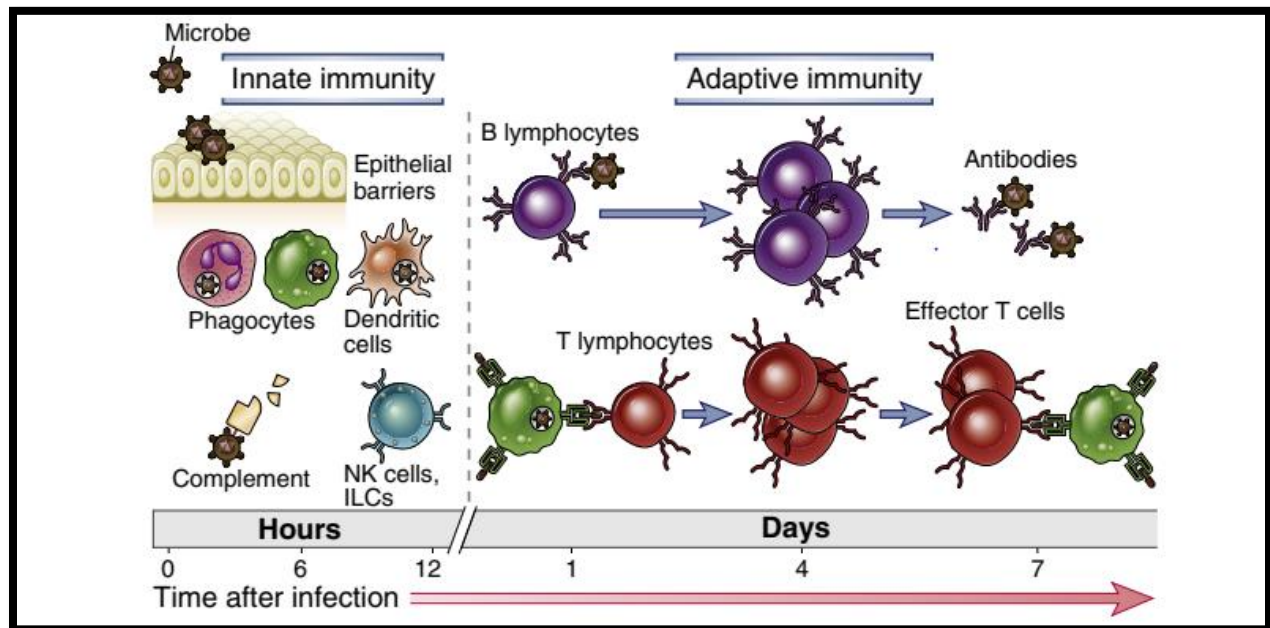 Microbe
Innate immunity
Adaptive immunity
Epithelial
barriers
B lymphocytes
Antibodies
Phagocytes
Dendritic
cells
T lymphocytes
Effector T cells
Complement
NK cells,
ILCs
Hours
Days
0 6 12 1 4 7
Time after infection